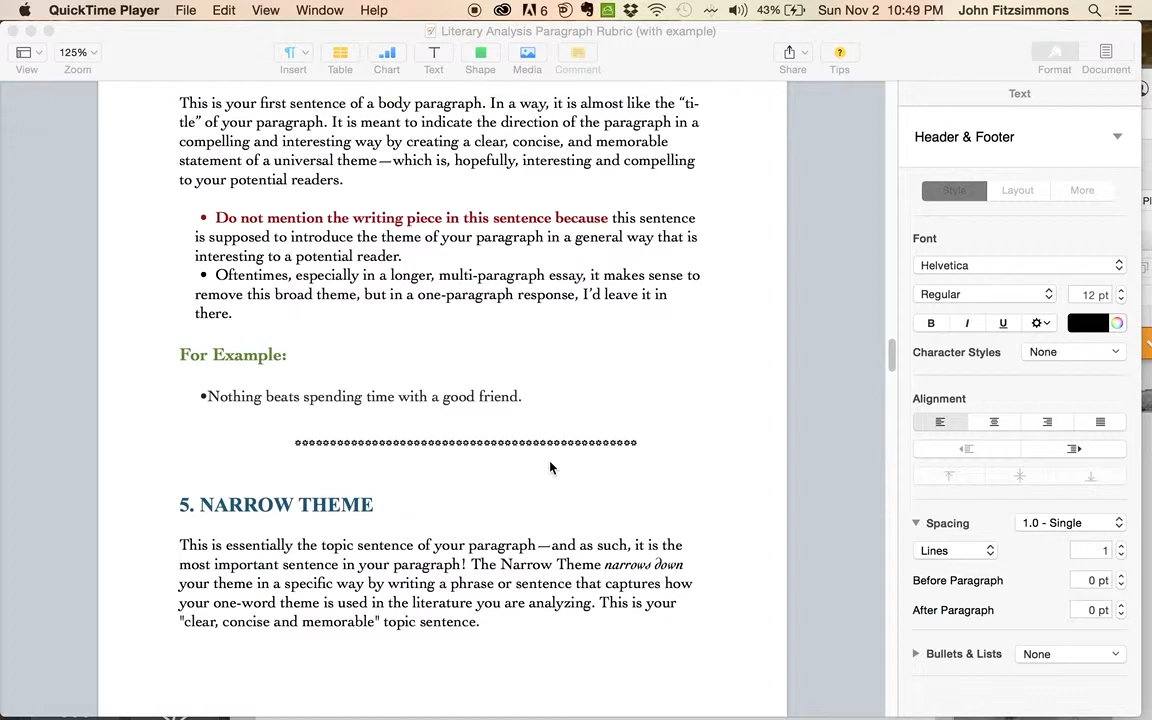 QuickTime Player File Edit View Window Help 6 43% Sun Nov 2 10:49 PM John Fitzsimmons
Literary Analysis Paragraph Rubric (with example)
125%
View Zoom Insert Table Chart Text Shape Media Comment Share Tips Format Document
This is your first sentence of a body paragraph. In a way, it is almost like the “ti-
tle” of your paragraph. It is meant to indicate the direction of the paragraph in a
compelling and interesting way by creating a clear, concise, and memorable
statement of a universal theme—which is, hopefully, interesting and compelling
to your potential readers.
• Do not mention the writing piece in this sentence because this sentence
is supposed to introduce the theme of your paragraph in a general way that is
interesting to a potential reader.
• Oftentimes, especially in a longer, multi-paragraph essay, it makes sense to
remove this broad theme, but in a one-paragraph response, I’d leave it in
there.
For Example:
•Nothing beats spending time with a good friend.
5. NARROW THEME
This is essentially the topic sentence of your paragraph—and as such, it is the
most important sentence in your paragraph! The Narrow Theme narrows down
your theme in a specific way by writing a phrase or sentence that captures how
your one-word theme is used in the literature you are analyzing. This is your
"clear, concise and memorable" topic sentence.
Text
Header & Footer
Style Layout More
Font
Helvetica
Regular 12 pt
B I U
Character Styles None
Alignment
Spacing 1.0 - Single
Lines 1
Before Paragraph 0 pt
After Paragraph 0 pt
Bullets & Lists None